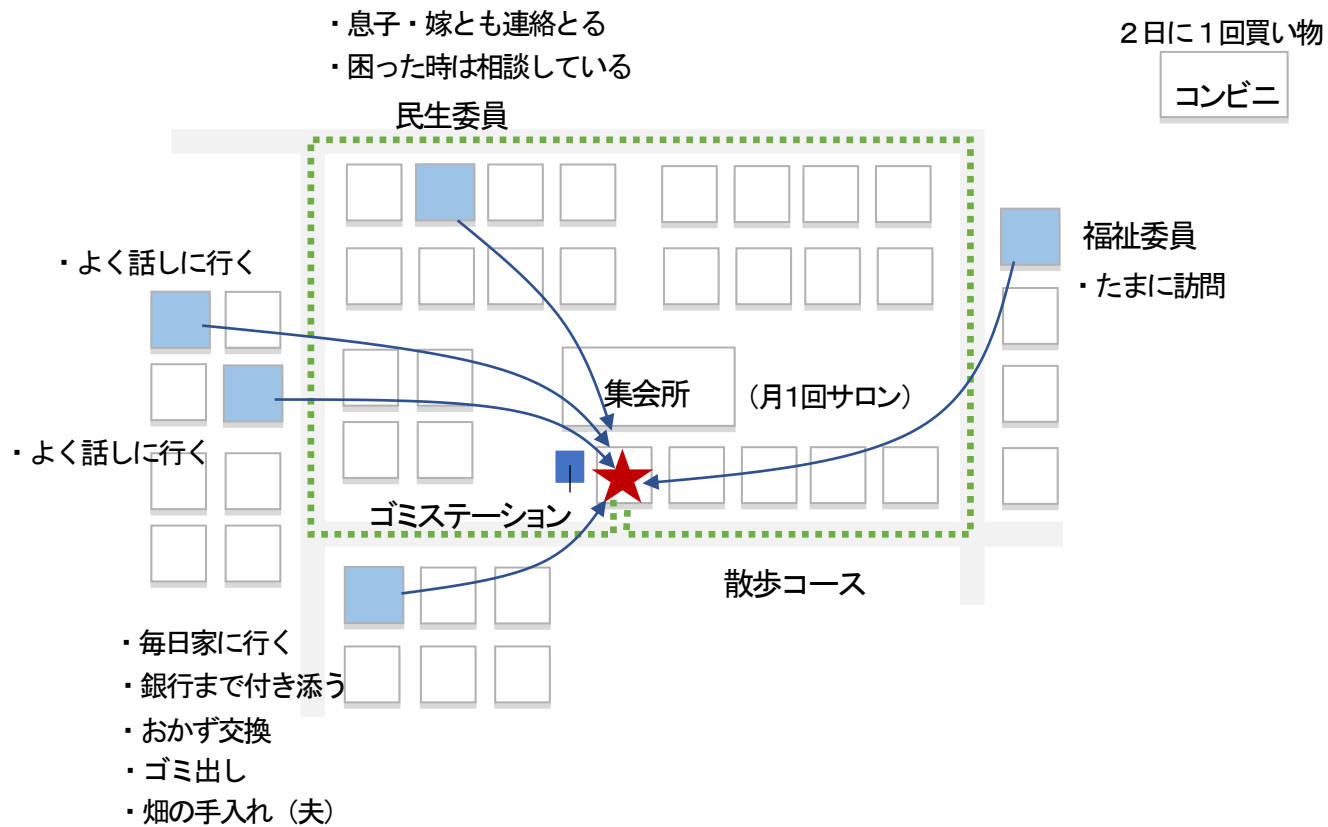 ・息子・嫁とも連絡とる
・困った時は相談している
民生委員
２日に１回買い物
コンビニ
・よく話しに行く
福祉委員
・たまに訪問
集会所
（月1回サロン）
・よく話しに行く
ゴミステーション
散歩コース
・毎日家に行く
・銀行まで付き添う
・おかず交換
・ゴミ出し
・畑の手入れ（夫）